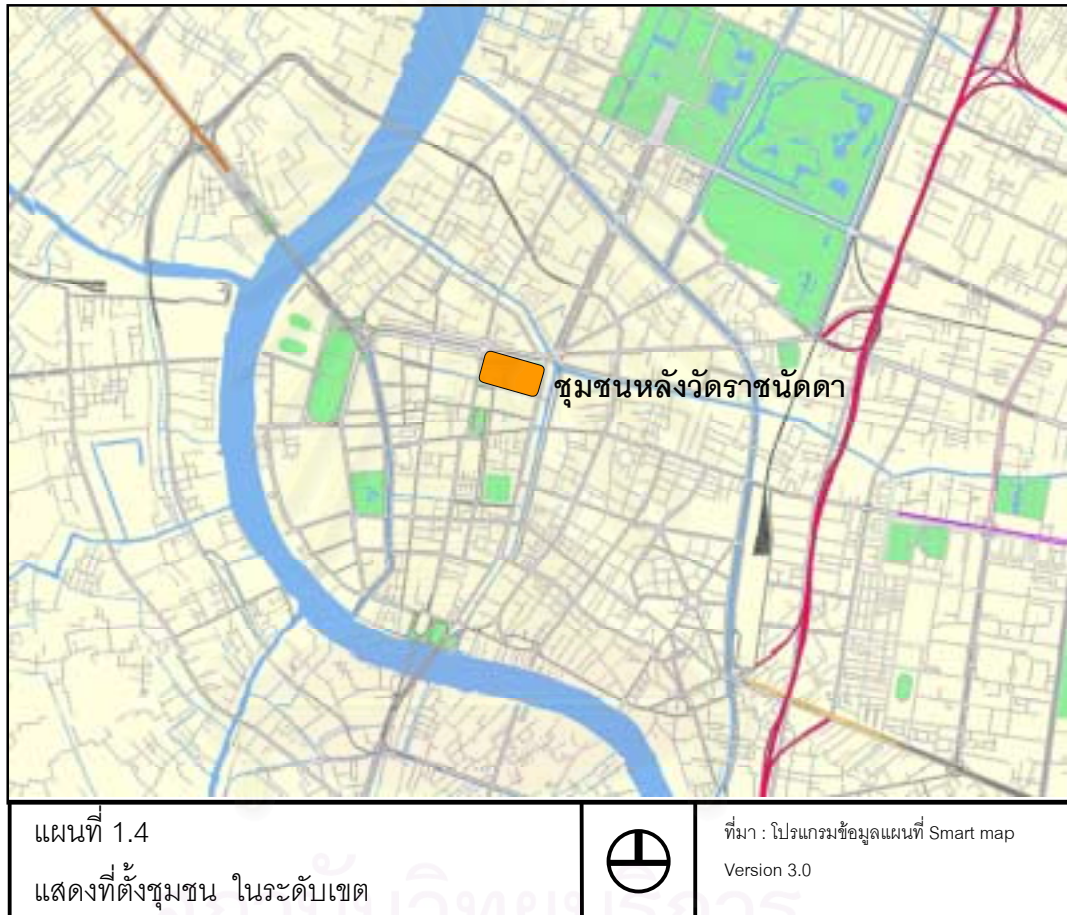 ชุมชนหลังวัดราชนัดดา
แผนที่ 1.4
แสดงที่ตั้งชุมชน ในระดับเขต
ที่มา : โปรแกรมข้อมูลแผนที่ Smart map
Version 3.0